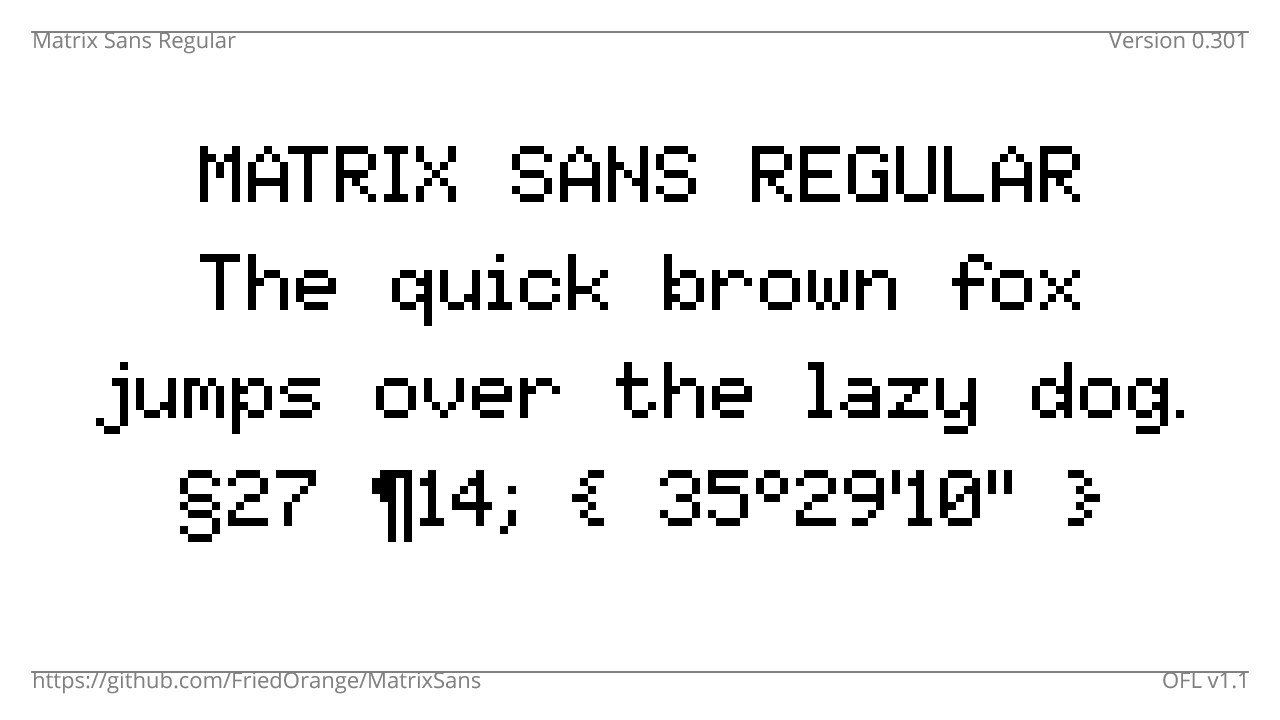 Matrix Sans Regular
Version 0.301
MATRIX SANS REGULAR
The quick brown fox
jumps over the lazy dog.
§27 ¶14; { 35°29'10" }
https://github.com/FriedOrange/MatrixSans
OFL v1.1